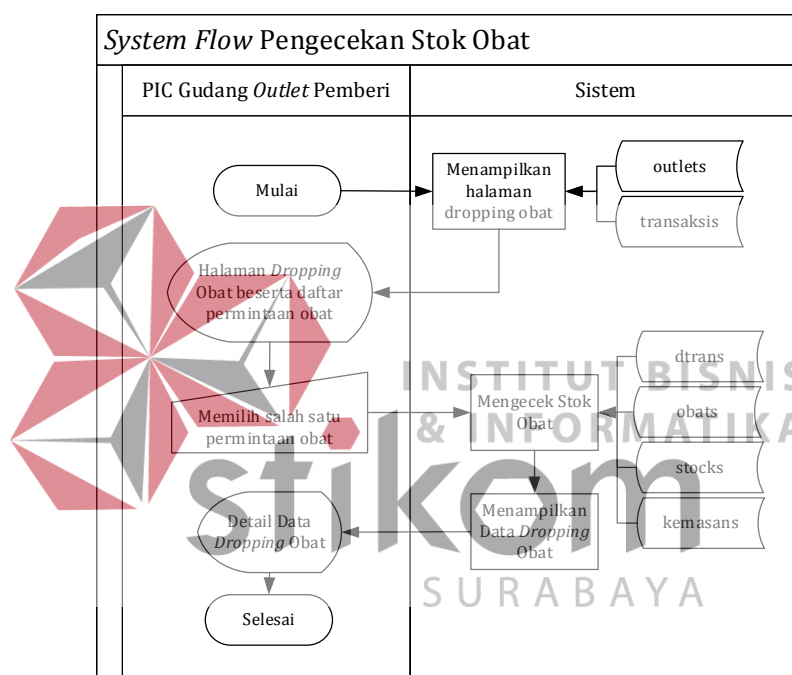 System Flow Pengecekan Stok Obat
PIC Gudang Outlet Pemberi
Sistem
Mulai
Menampilkan
halaman
dropping obat
outlets
transaksis
Halaman Dropping
Obat beserta daftar
permintaan obat
Memilih salah satu
permintaan obat
Mengecek Stok
Obat
dtrans
obats
stocks
kemasans
Menampilkan
Data Dropping
Obat
Detail Data
Dropping Obat
Selesai
INSTITUT BISNIS
& INFORMATIKA
stikom
SURABAYA